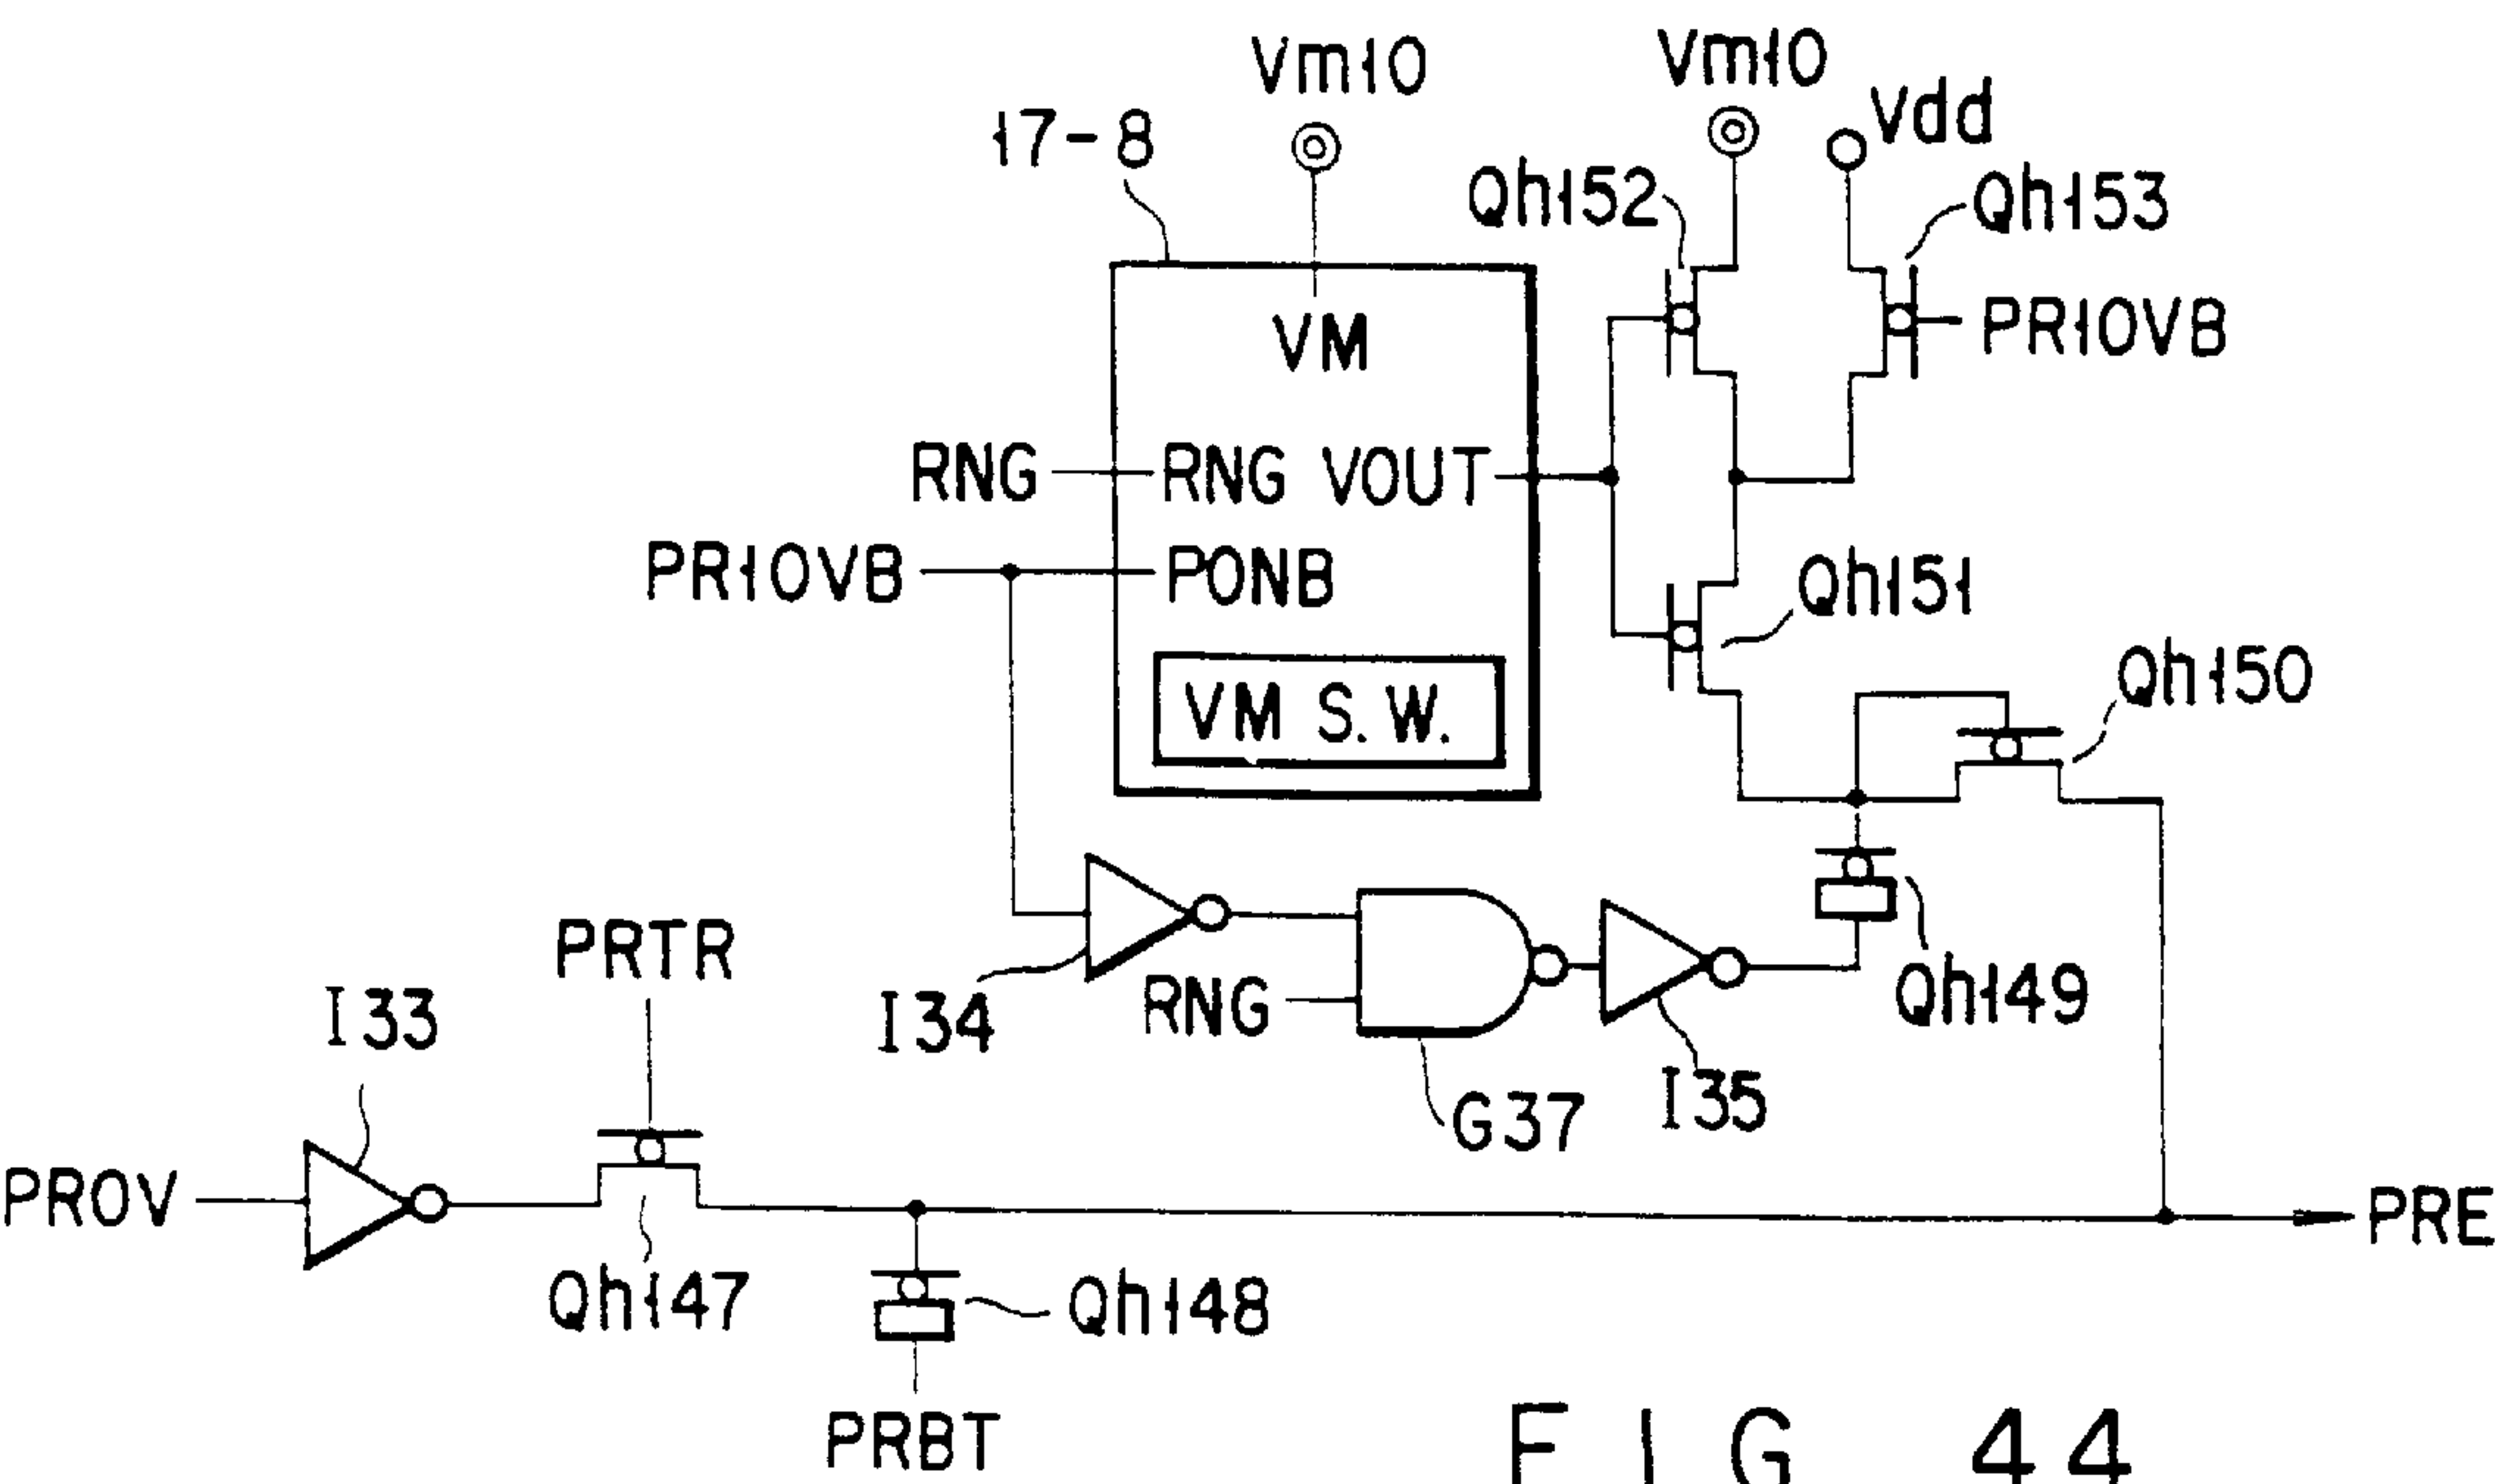 Vm10
Vm10
Vdd
17-8
Qh152
Qh153
VM
PR10VB
RNG
RNG VOUT
PR10VB
PONB
Qh151
VM S.W.
Qh150
PRTR
I33
I34
RNG
Qh149
G37
I35
PROV
PRE
Qh147
Qh148
PRBT
FIG 44